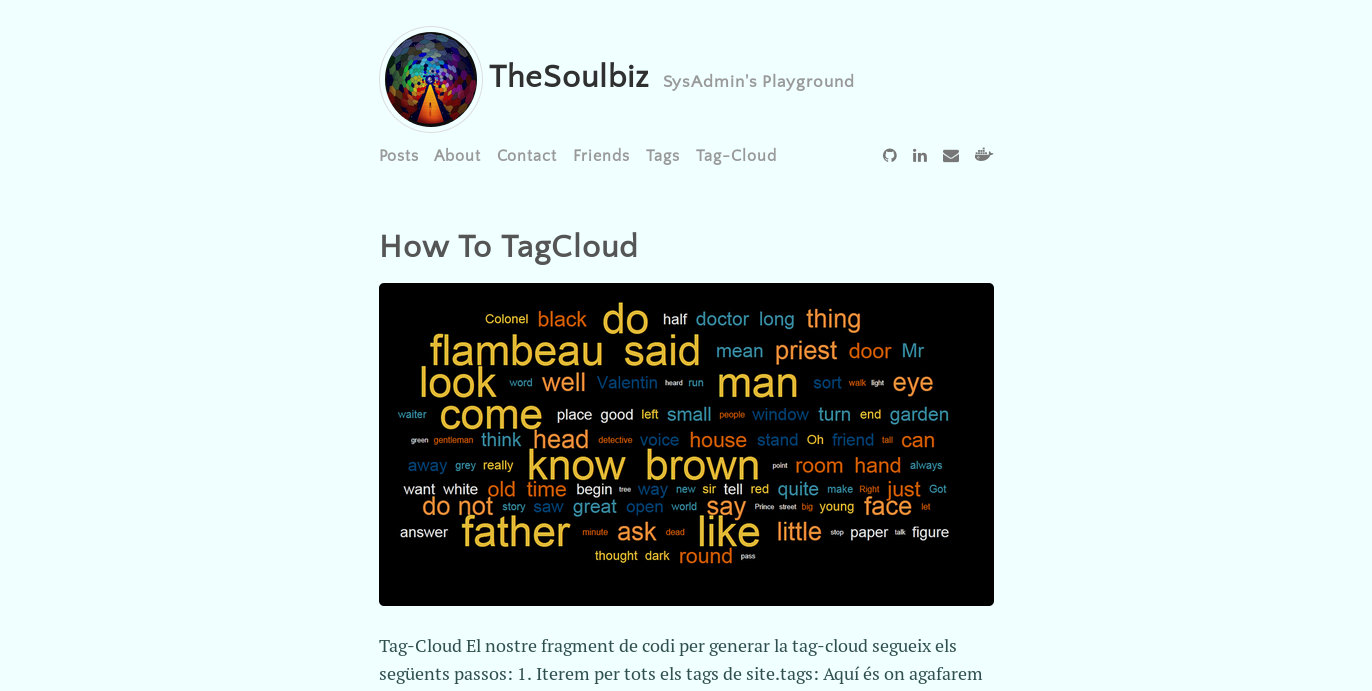 TheSoulbiz SysAdmin's Playground
Posts About Contact Friends Tags Tag-Cloud
How To TagCloud
Colonel black do half doctor long thing
flambeau said mean priest door Mr
look word well Valentin heard run man sort walk light eye
waiter come place good left small people window turn end garden
green gentleman think head detective voice house stand Oh friend tall can
away grey really know brown point room hand always
want white old time begin tree way new sir tell red quite make Right just Got
do not story saw great open world say Prince street big young face let
answer father minute ask dead like little stop paper talk figure
thought dark round pass
Tag-Cloud El nostre fragment de codi per generar la tag-cloud segueix els
següents passos: 1. Iterem per tots els tags de site.tags: Aquí és on agafarem